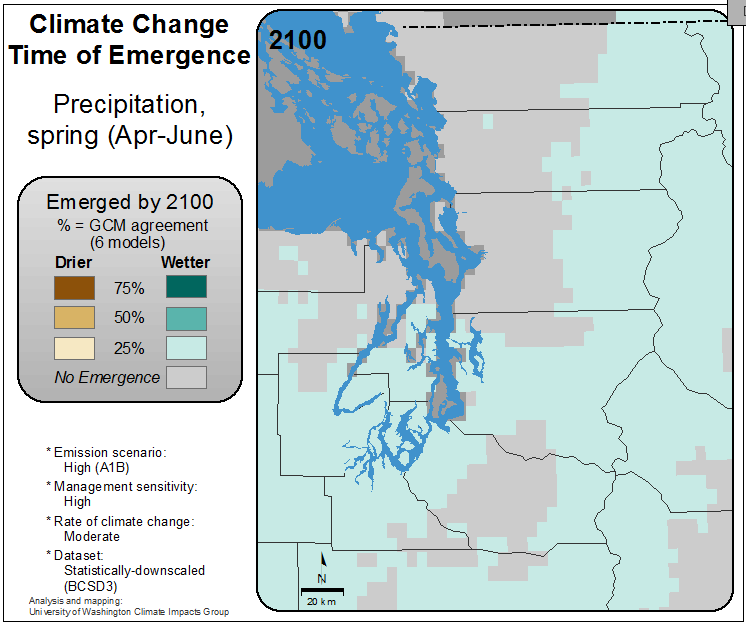 Climate Change
Time of Emergence
Precipitation,
spring (Apr-June)
Emerged by 2100
% = GCM agreement
(6 models)
Drier Wetter
75%
50%
25%
No Emergence
* Emission scenario:
High (A1B)
* Management sensitivity:
High
* Rate of climate change:
Moderate
* Dataset:
Statistically-downscaled
(BCSD3)
Analysis and mapping:
University of Washington Climate Impacts Group
2100
N
20 km